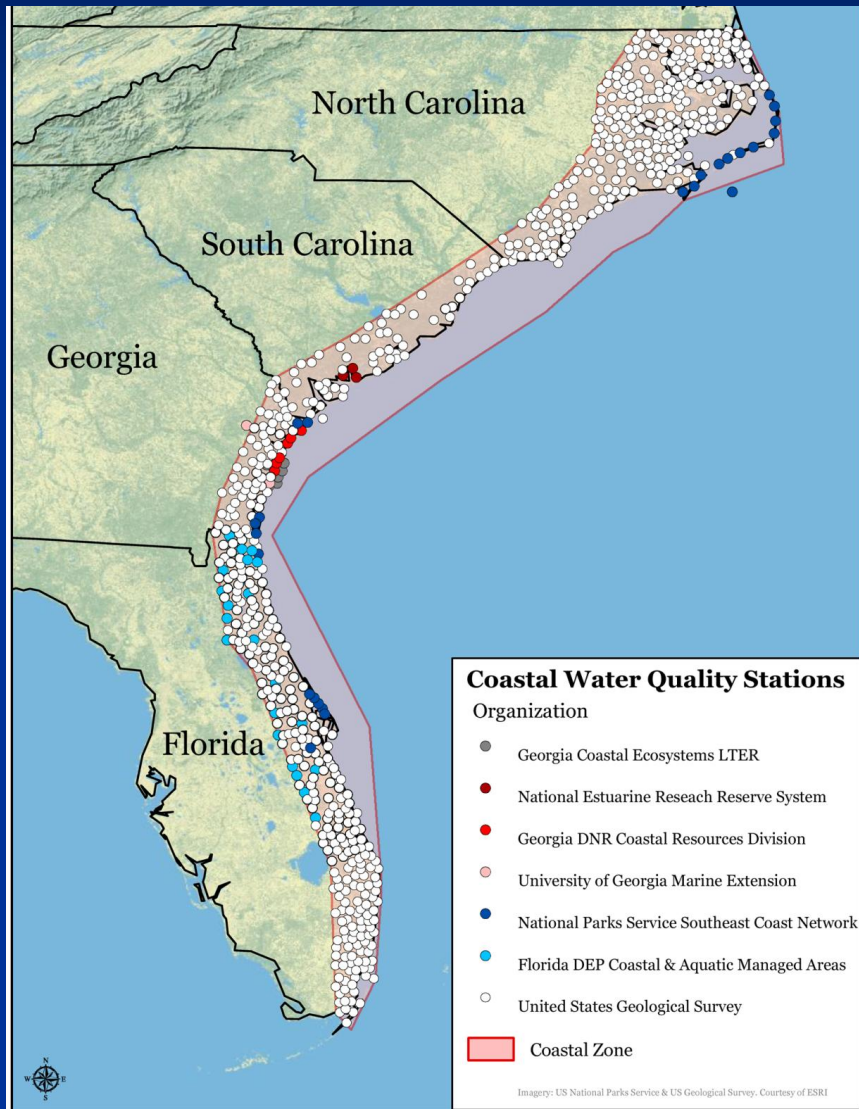 North Carolina
South Carolina
Georgia
Florida
Coastal Water Quality Stations
Organization
Georgia Coastal Ecosystems LTER
National Estuarine Reseach Reserve System
Georgia DNR Coastal Resources Division
University of Georgia Marine Extension
National Parks Service Southeast Coast Network
Florida DEP Coastal & Aquatic Managed Areas
United States Geological Survey
Coastal Zone
N
W E
S
Imagery: US National Parks Service & US Geological Survey. Courtesy of ESRI